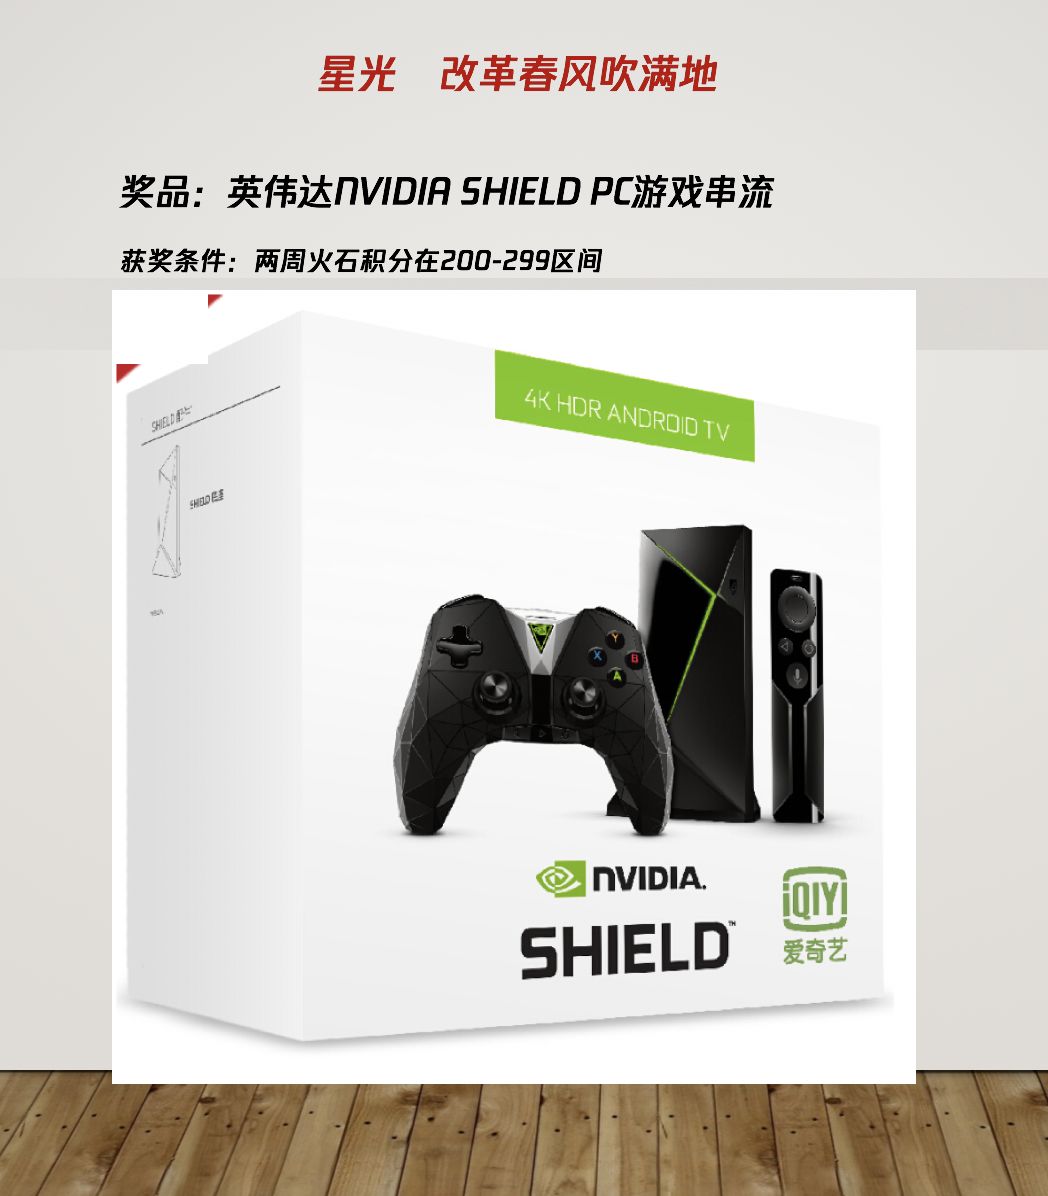 星光 改革春风吹满地
奖品：英伟达NVIDIA SHIELD PC游戏串流
获奖条件：两周火石积分在200-299区间
4K HDR ANDROID TV
SHIELD
SHIELD
Y
X
B
A
NVIDIA.
SHIELD™
iQIYI
爱奇艺